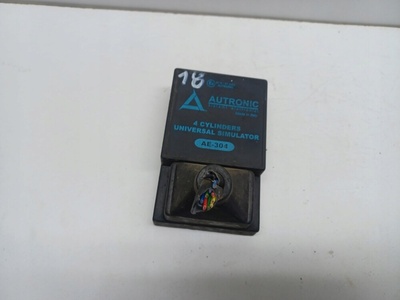 18
AUTRONIC
4 CYLINDERS
UNIVERSAL SIMULATOR
AE-304